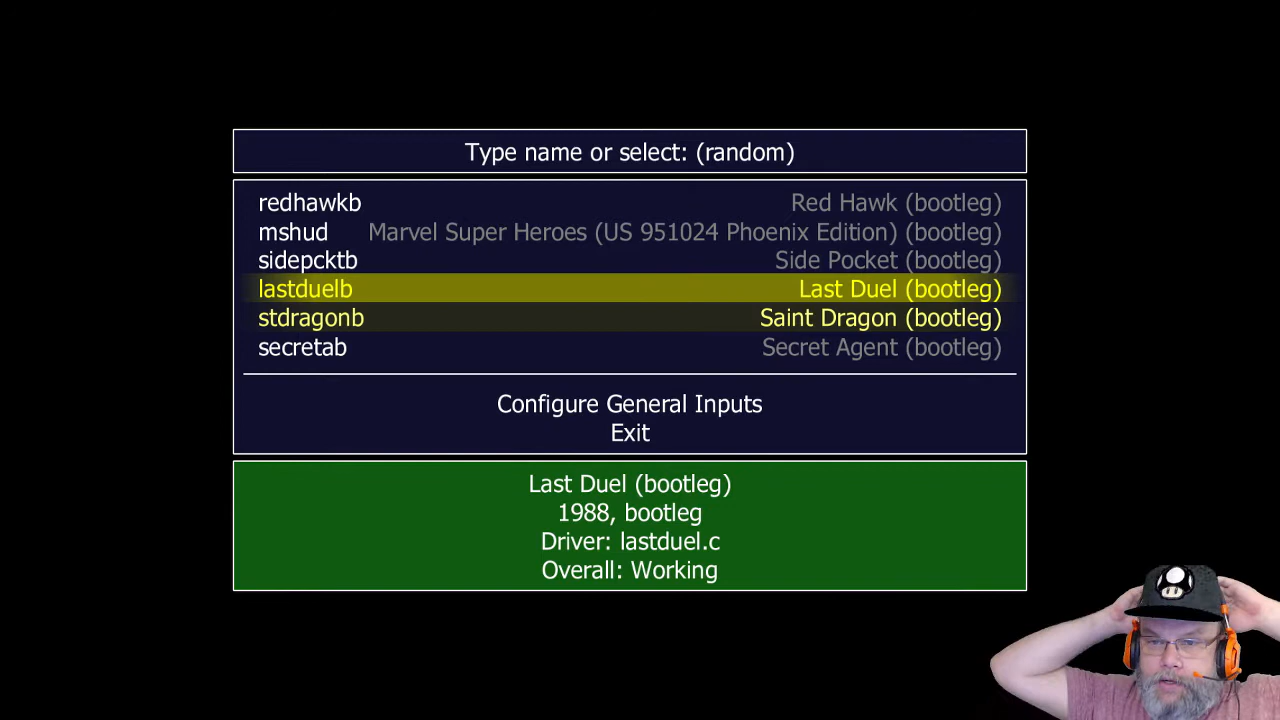 Type name or select: (random)
redhawkb Red Hawk (bootleg)
mshud Marvel Super Heroes (US 951024 Phoenix Edition) (bootleg)
sidepcktb Side Pocket (bootleg)
lastduelb Last Duel (bootleg)
stdragonb Saint Dragon (bootleg)
secretab Secret Agent (bootleg)
Configure General Inputs
Exit
Last Duel (bootleg)
1988, bootleg
Driver: lastduel.c
Overall: Working